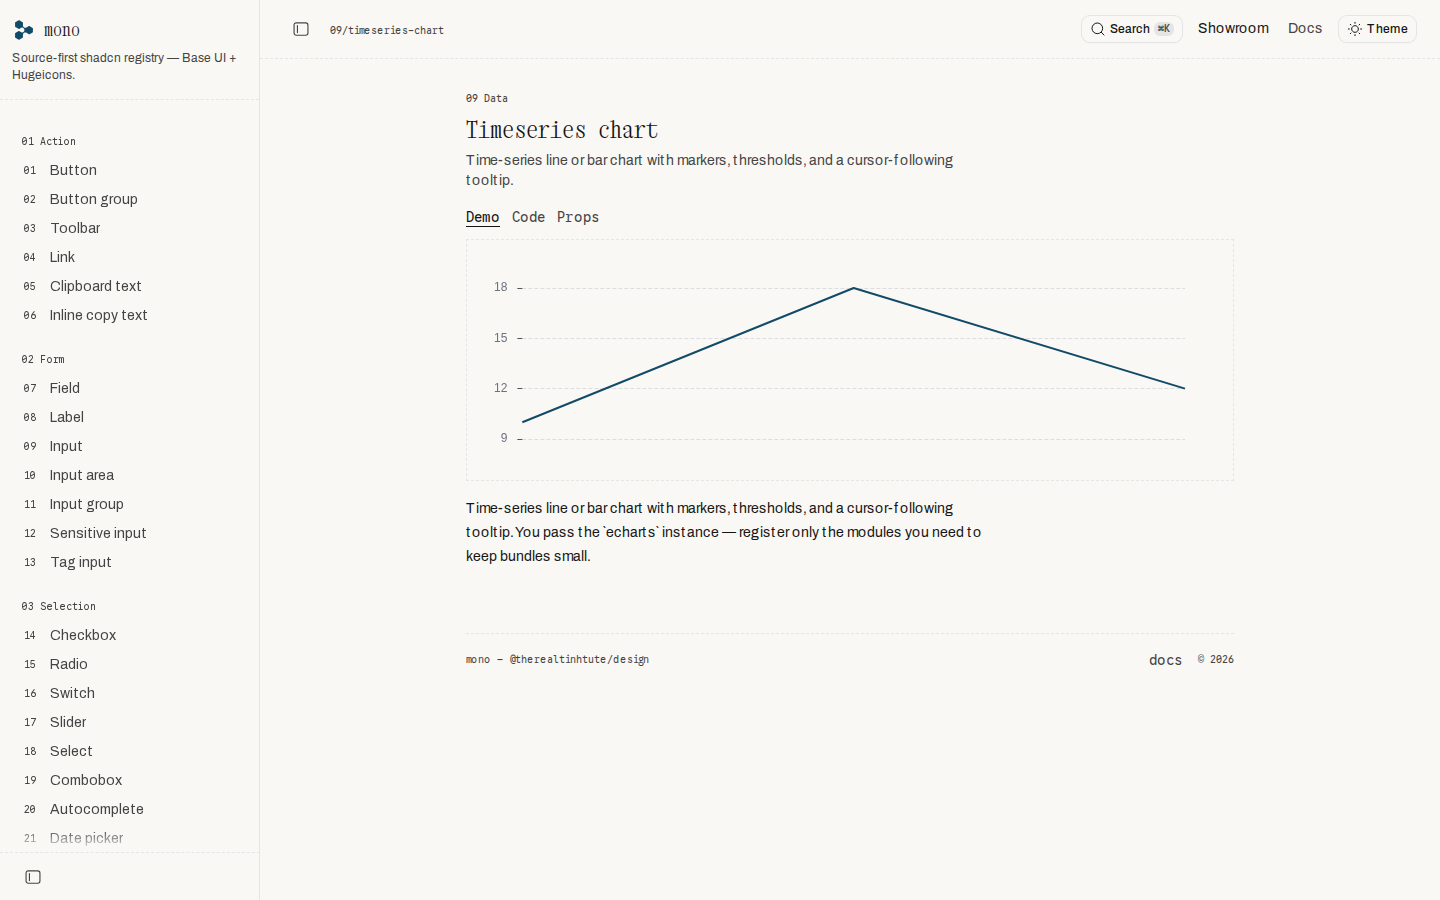 mono
Source-first shadcn registry — Base UI +
Hugeicons.
01 Action
01 Button
02 Button group
03 Toolbar
04 Link
05 Clipboard text
06 Inline copy text
02 Form
07 Field
08 Label
09 Input
10 Input area
11 Input group
12 Sensitive input
13 Tag input
03 Selection
14 Checkbox
15 Radio
16 Switch
17 Slider
18 Select
19 Combobox
20 Autocomplete
21 Date picker
09/timeseries-chart
Search ⌘K
Showroom
Docs
Theme
09 Data
Timeseries chart
Time-series line or bar chart with markers, thresholds, and a cursor-following
tooltip.
Demo Code Props
18
15
12
9
Time-series line or bar chart with markers, thresholds, and a cursor-following
tooltip. You pass the `echarts` instance — register only the modules you need to
keep bundles small.
mono — @therealtinhtute/design
docs © 2026